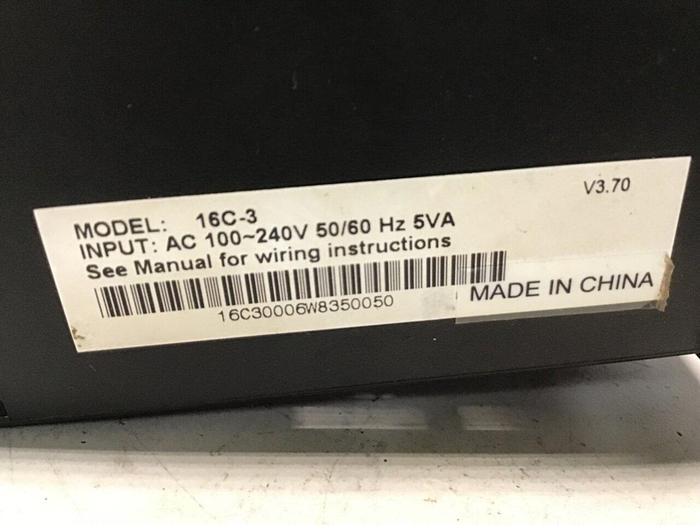 V3.70
MODEL: 16C-3
INPUT: AC 100~240V 50/60 Hz 5VA
See Manual for wiring instructions
16C30006W8350050
MADE IN CHINA